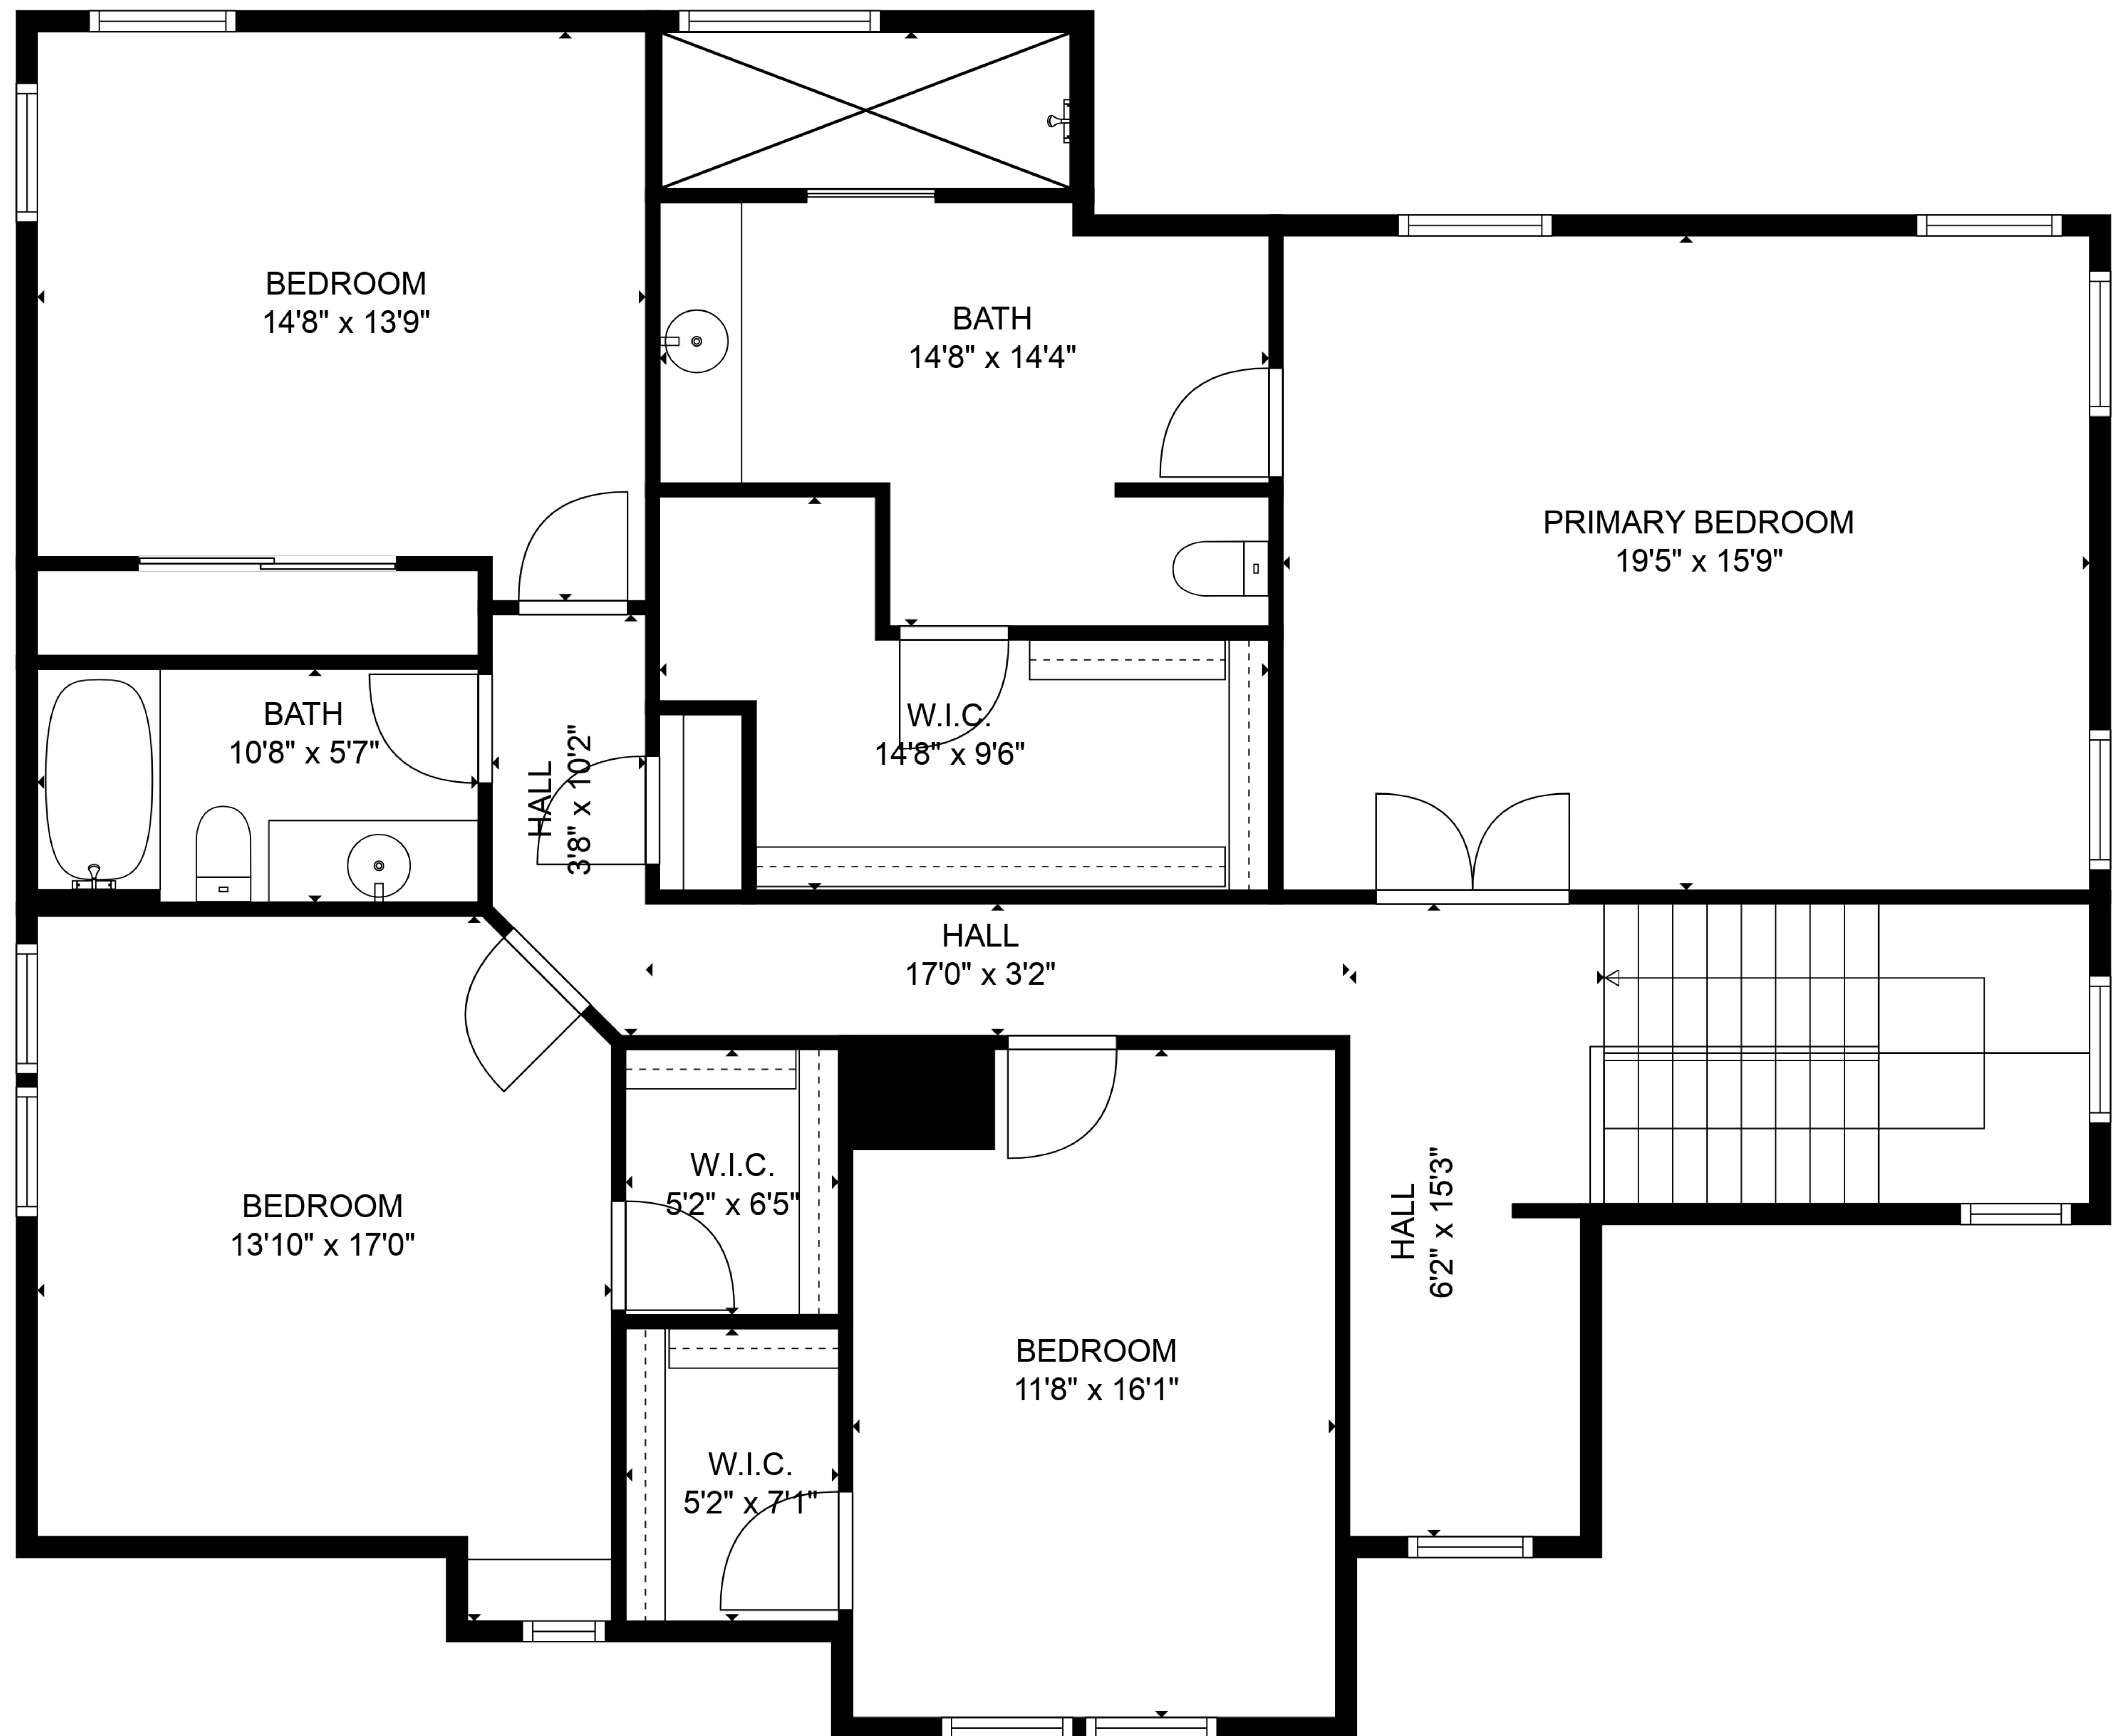 BEDROOM
14'8" x 13'9"
BATH
14'8" x 14'4"
PRIMARY BEDROOM
19'5" x 15'9"
BATH
10'8" x 5'7"
HALL
3'8" x 10'2"
W.I.C.
14'8" x 9'6"
HALL
17'0" x 3'2"
BEDROOM
13'10" x 17'0"
W.I.C.
5'2" x 6'5"
HALL
6'2" x 15'3"
BEDROOM
11'8" x 16'1"
W.I.C.
5'2" x 7'1"